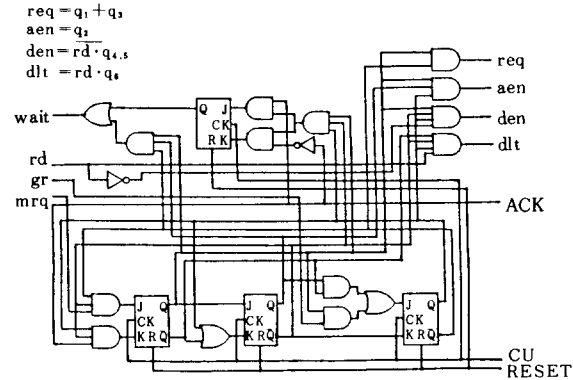 req = q₁ + q₃
aen = q₂
den = r̅d̅·q₄,₅
dlt = rd·q₆
req
aen
Q J
wait
CK
den
R K
dlt
rd
gr
mrq
ACK
J Q
J Q
J Q
CK
CK
CK
K R Q̅
K R Q̅
K R Q̅
CU
RESET